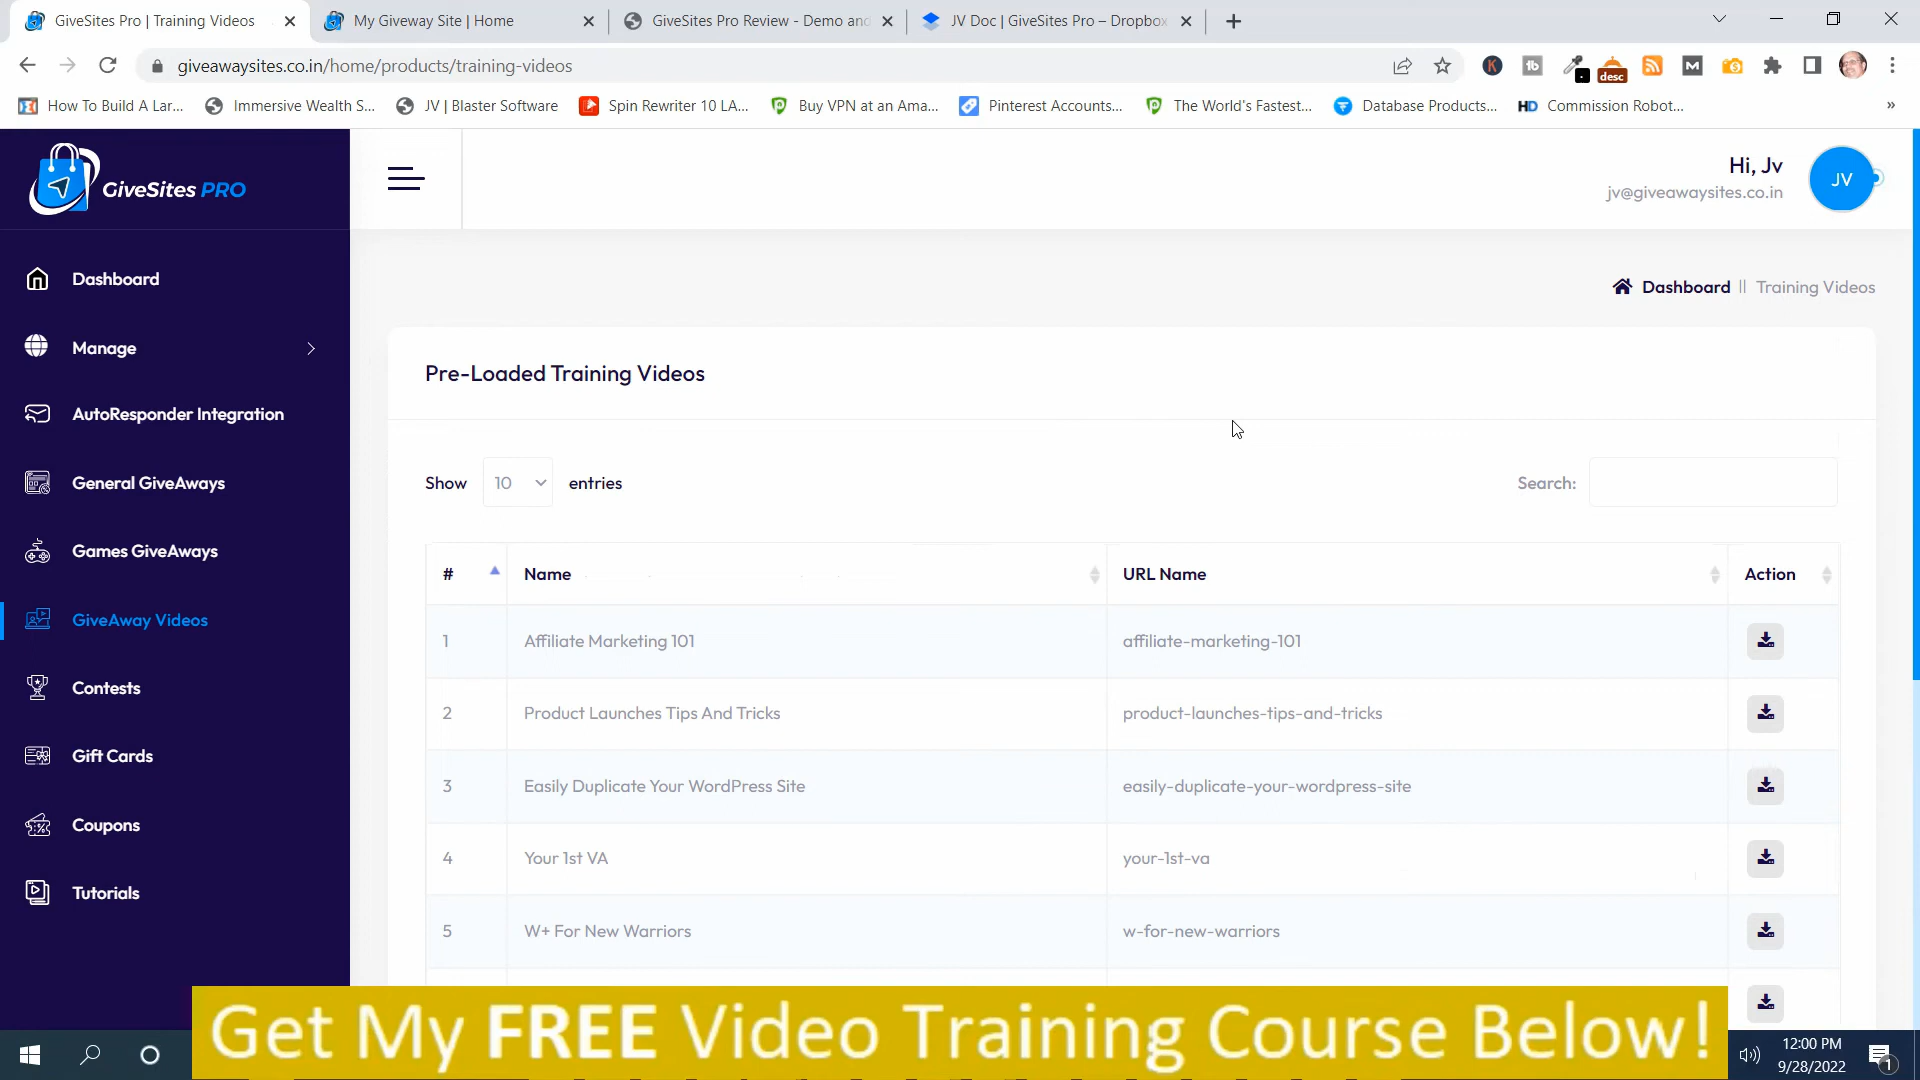 GiveSites Pro | Training Videos
My Giveway Site | Home
GiveSites Pro Review - Demo and
JV Doc | GiveSites Pro – Dropbox
giveawaysites.co.in/home/products/training-videos
desc
How To Build A Lar...
Immersive Wealth S...
JV | Blaster Software
Spin Rewriter 10 LA...
Buy VPN at an Ama...
Pinterest Accounts...
The World's Fastest...
Database Products...
HD Commission Robot...
»
GiveSites PRO
Hi, Jv
jv@giveawaysites.co.in
JV
Dashboard
Manage
AutoResponder Integration
General GiveAways
Games GiveAways
GiveAway Videos
Contests
Gift Cards
Coupons
Tutorials
Dashboard || Training Videos
Pre-Loaded Training Videos
Show 10 entries
Search:
# Name URL Name Action
1 Affiliate Marketing 101 affiliate-marketing-101
2 Product Launches Tips And Tricks product-launches-tips-and-tricks
3 Easily Duplicate Your WordPress Site easily-duplicate-your-wordpress-site
4 Your 1st VA your-1st-va
5 W+ For New Warriors w-for-new-warriors
Get My FREE Video Training Course Below!
12:00 PM
9/28/2022
1